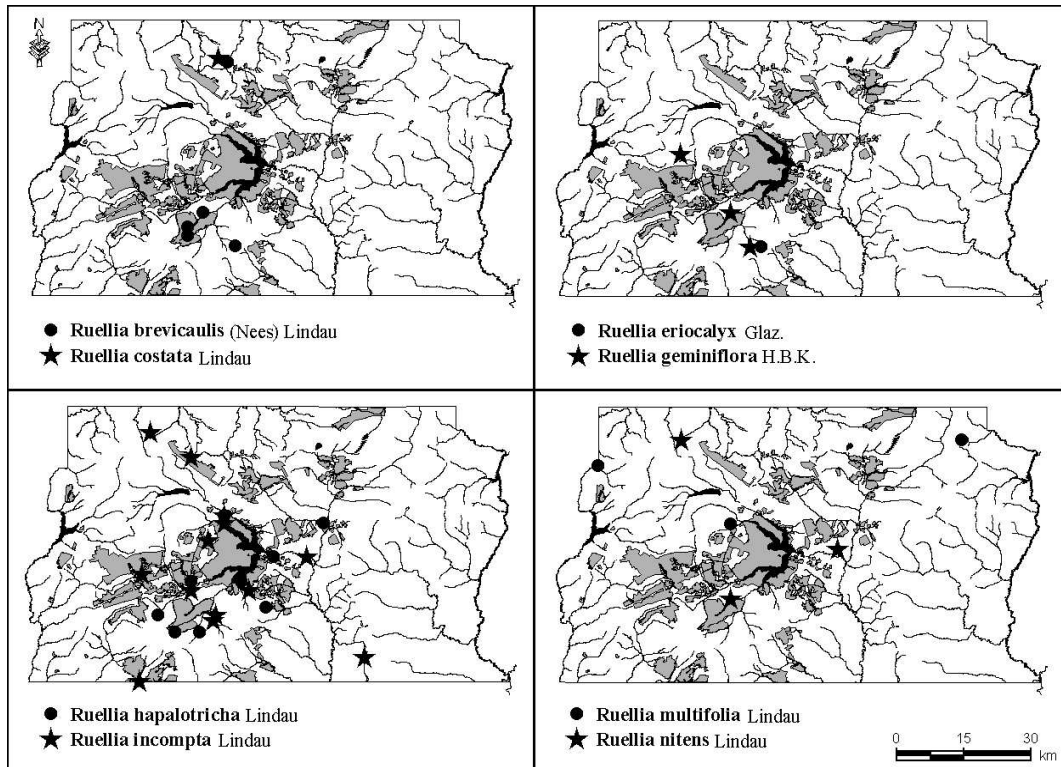 N
Ruellia brevicaulis (Nees) Lindau
Ruellia costata Lindau
Ruellia eriocalyx Glaz.
Ruellia geminiflora H.B.K.
Ruellia hapalotricha Lindau
Ruellia incompta Lindau
Ruellia multifolia Lindau
Ruellia nitens Lindau
0 15 30
km